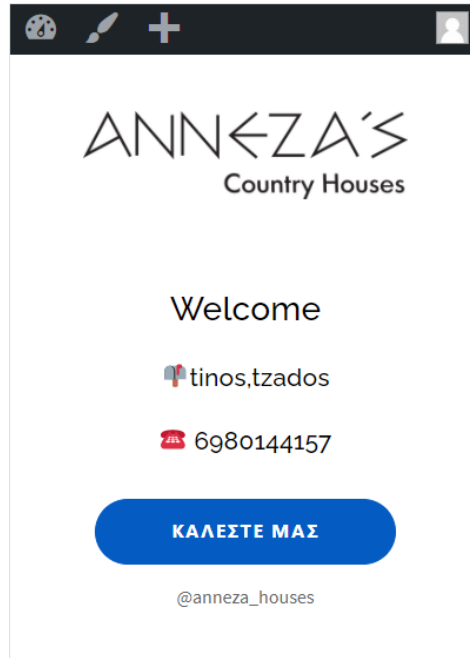 ANNEZA'S
Country Houses
Welcome
tinos,tzados
6980144157
ΚΑΛΕΣΤΕ ΜΑΣ
@anneza_houses